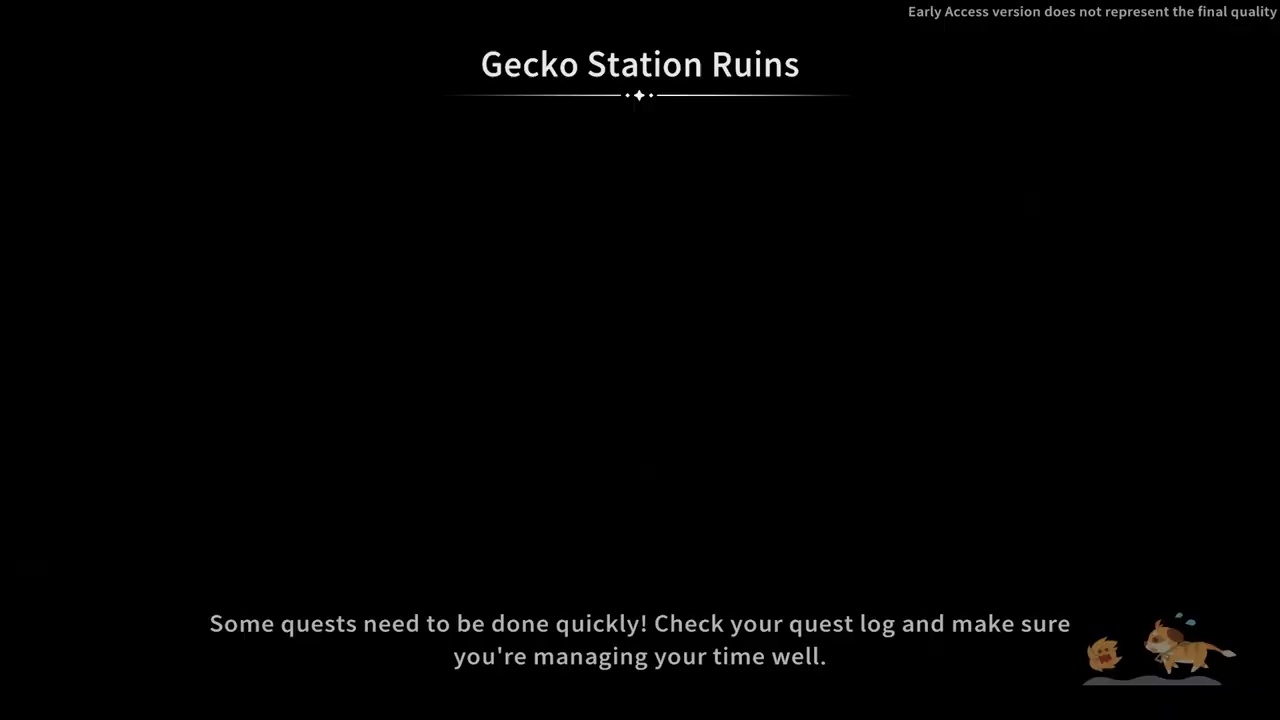 Early Access version does not represent the final quality
Gecko Station Ruins
Some quests need to be done quickly! Check your quest log and make sure
you're managing your time well.